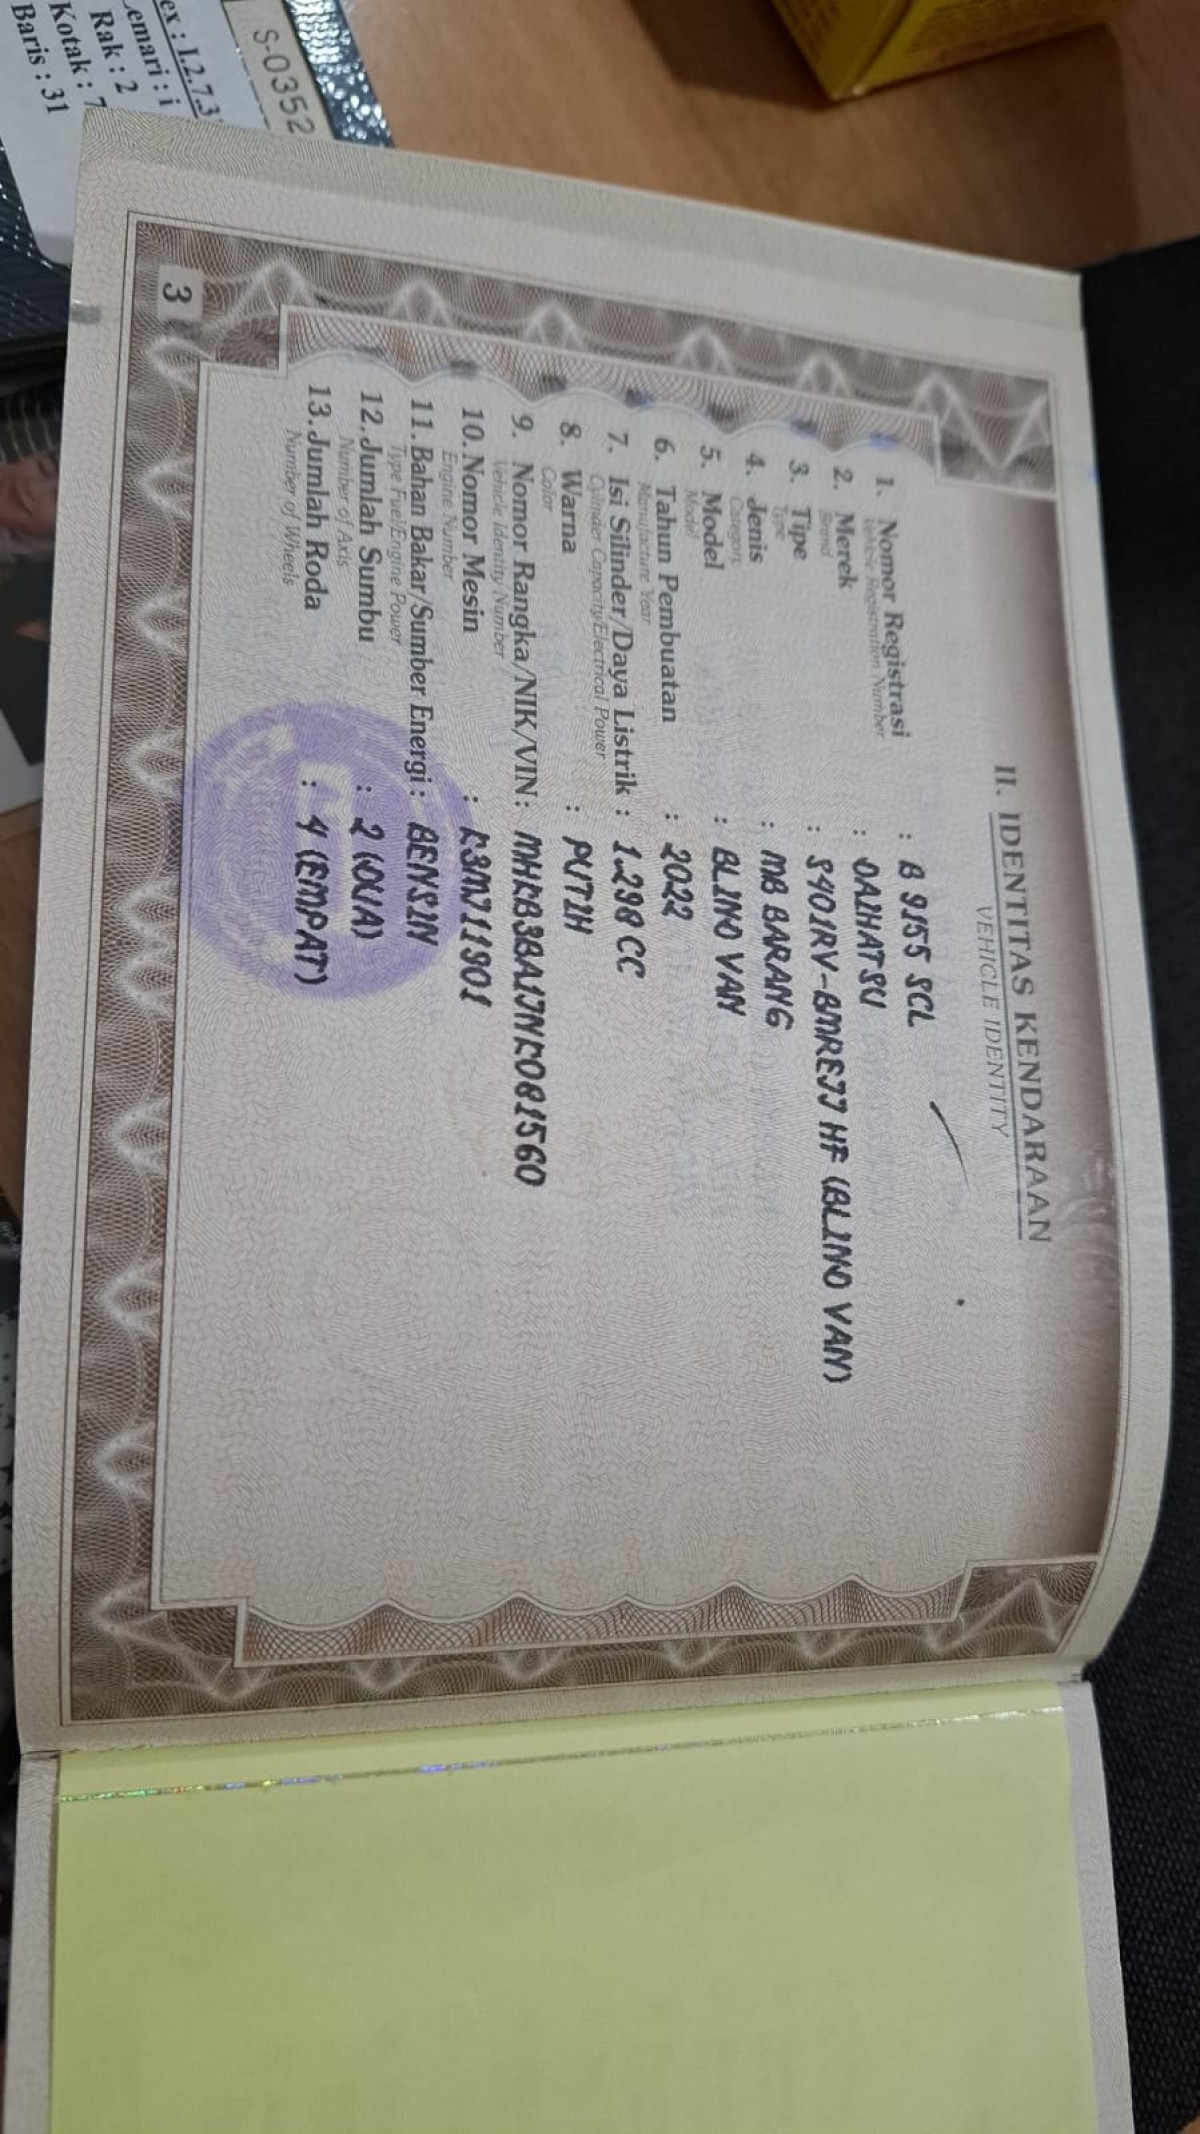 S-0352
ex : 1.2.7.3
emari : i
Rak : 2
Kotak : 7
Baris : 31
II. IDENTITAS KENDARAAN
VEHICLE IDENTITY
1. Nomor Registrasi : B 9155 SCL
Vehicle Registration Number
2. Merek : DAIHATSU
Brand
3. Tipe : S401RV-BMREJJ HF (BLIND VAN)
Type
4. Jenis : MB BARANG
Category
5. Model : BLIND VAN
Model
6. Tahun Pembuatan : 2022
Manufacture Year
7. Isi Silinder/Daya Listrik : 1.298 CC
Cylinder Capacity/Electrical Power
8. Warna : PUTIH
Color
9. Nomor Rangka/NIK/VIN : MHKB3BA1JNK081560
Vehicle Identity Number
10. Nomor Mesin : K3MJ11901
Engine Number
11. Bahan Bakar/Sumber Energi : BENSIN
Type Fuel/Engine Power
12. Jumlah Sumbu : 2 (DUA)
Number of Axis
13. Jumlah Roda : 4 (EMPAT)
Number of Wheels
3